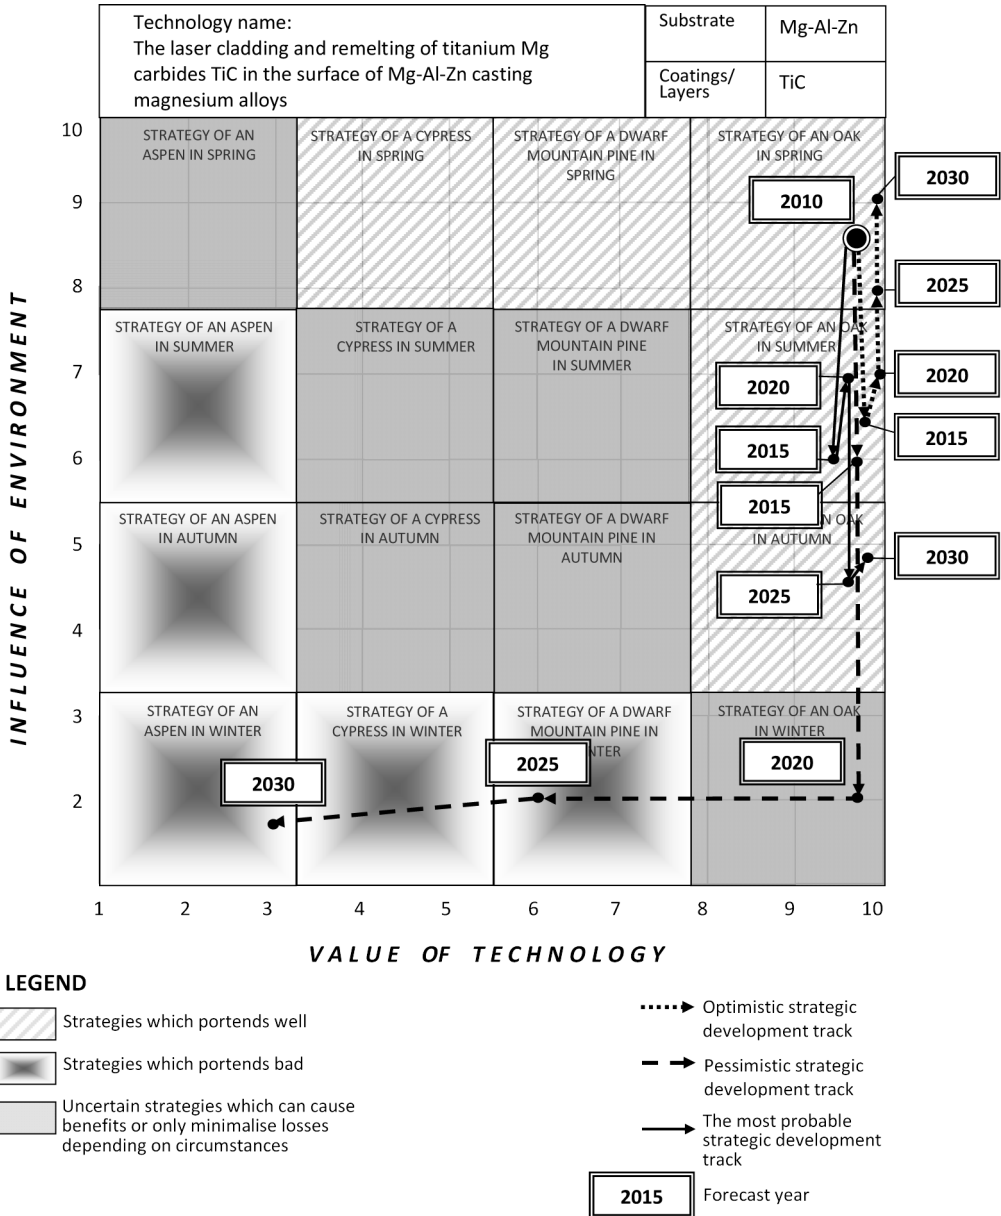 Technology name:
The laser cladding and remelting of titanium Mg
carbides TiC in the surface of Mg-Al-Zn casting
magnesium alloys
Substrate
Mg-Al-Zn
Coatings/
Layers
TiC
INFLUENCE OF ENVIRONMENT
10
9
8
7
6
5
4
3
2
STRATEGY OF AN
ASPEN IN SPRING
STRATEGY OF A CYPRESS
IN SPRING
STRATEGY OF A DWARF
MOUNTAIN PINE IN
SPRING
STRATEGY OF AN OAK
IN SPRING
2010
2030
2025
STRATEGY OF AN ASPEN
IN SUMMER
STRATEGY OF A
CYPRESS IN SUMMER
STRATEGY OF A DWARF
MOUNTAIN PINE
IN SUMMER
STRATEGY OF AN OAK
IN SUMMER
2020
2020
2015
2015
2015
STRATEGY OF AN ASPEN
IN AUTUMN
STRATEGY OF A CYPRESS
IN AUTUMN
STRATEGY OF A DWARF
MOUNTAIN PINE IN
AUTUMN
OAK
IN AUTUMN
2025
2030
STRATEGY OF AN
ASPEN IN WINTER
STRATEGY OF A
CYPRESS IN WINTER
STRATEGY OF A DWARF
MOUNTAIN PINE IN
STRATEGY OF AN OAK
IN WINTER
2030
2025
2020
1 2 3 4 5 6 7 8 9 10
VALUE OF TECHNOLOGY
LEGEND
Strategies which portends well
Strategies which portends bad
Uncertain strategies which can cause
benefits or only minimalise losses
depending on circumstances
Optimistic strategic
development track
Pessimistic strategic
development track
The most probable
strategic development
track
2015
Forecast year